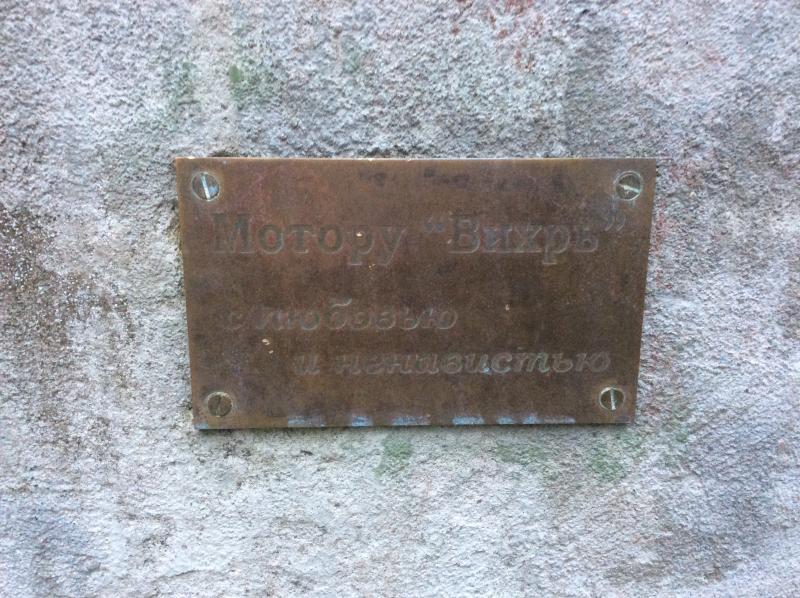 Мотору "Вихрь"
с любовью
и ненавистью